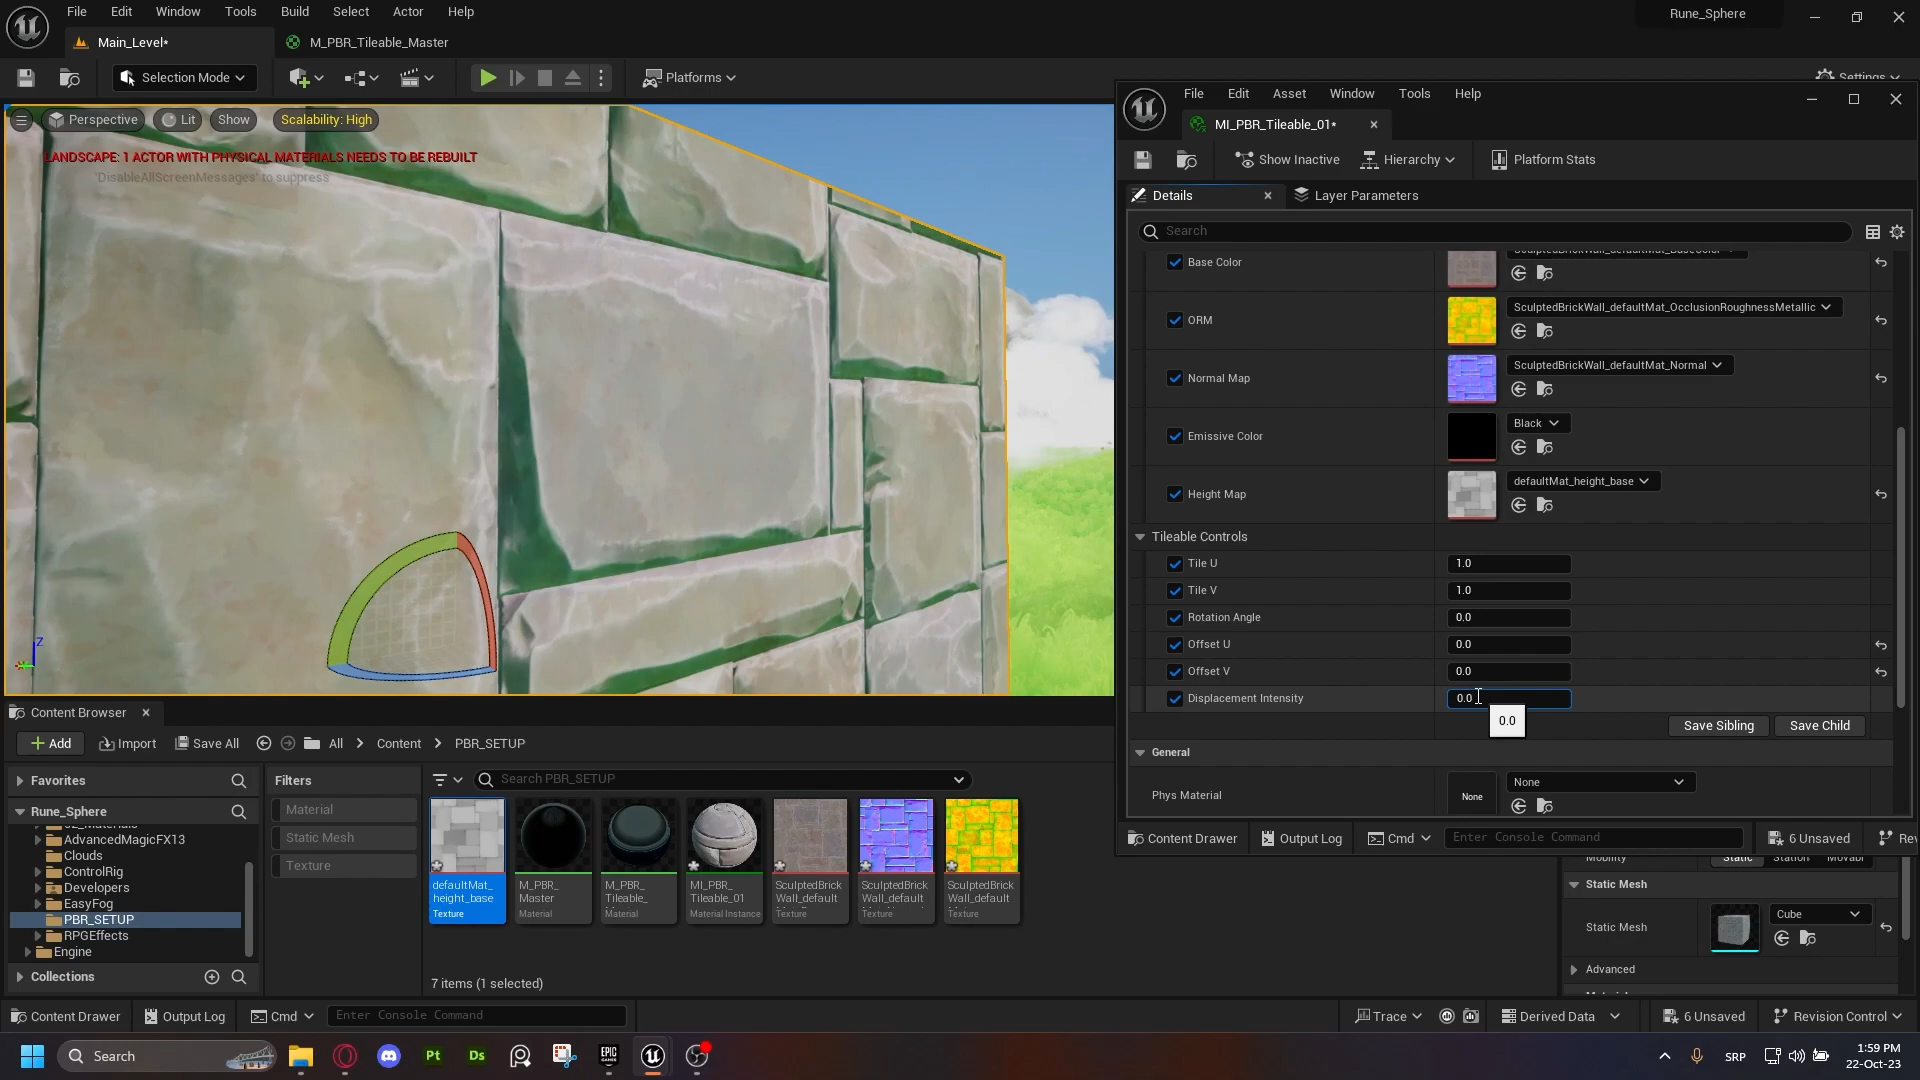 File Edit Window Tools Build Select Actor Help
Rune_Sphere
Main_Level*
M_PBR_Tileable_Master
Selection Mode
Platforms
Settings
Perspective
Lit
Show
Scalability: High
LANDSCAPE: 1 ACTOR WITH PHYSICAL MATERIALS NEEDS TO BE REBUILT
'DisableAllScreenMessages' to suppress
Z
File Edit Asset Window Tools Help
MI_PBR_Tileable_01*
Show Inactive
Hierarchy
Platform Stats
Details
Layer Parameters
Search
Base Color
SculptedBrickWall_defaultMat_BaseColor
ORM
SculptedBrickWall_defaultMat_OcclusionRoughnessMetallic
Normal Map
SculptedBrickWall_defaultMat_Normal
Emissive Color
Black
Height Map
defaultMat_height_base
Tileable Controls
Tile U
1.0
Tile V
1.0
Rotation Angle
0.0
Offset U
0.0
Offset V
0.0
Displacement Intensity
0.0
0.0
Save Sibling
Save Child
General
Phys Material
None
None
Content Drawer
Output Log
Cmd
Enter Console Command
6 Unsaved
Rev
Content Browser
Add
Import
Save All
All
Content
PBR_SETUP
Favorites
Rune_Sphere
AdvancedMagicFX13
Clouds
ControlRig
Developers
EasyFog
PBR_SETUP
RPGEffects
Engine
Collections
Filters
Material
Static Mesh
Texture
Search PBR_SETUP
defaultMat_
height_base
Texture
M_PBR_
Master
Material
M_PBR_
Tileable_
Material
MI_PBR_
Tileable_01
Material Instance
SculptedBrick
Wall_default
Texture
SculptedBrick
Wall_default
Texture
SculptedBrick
Wall_default
Texture
7 items (1 selected)
Mobility
Static
Station
Movabl
Static Mesh
Static Mesh
Cube
Advanced
Content Drawer
Output Log
Cmd
Enter Console Command
Trace
Derived Data
6 Unsaved
Revision Control
Search
Pt
Ds
EPIC
GAMES
SRP
1:59 PM
22-Oct-23